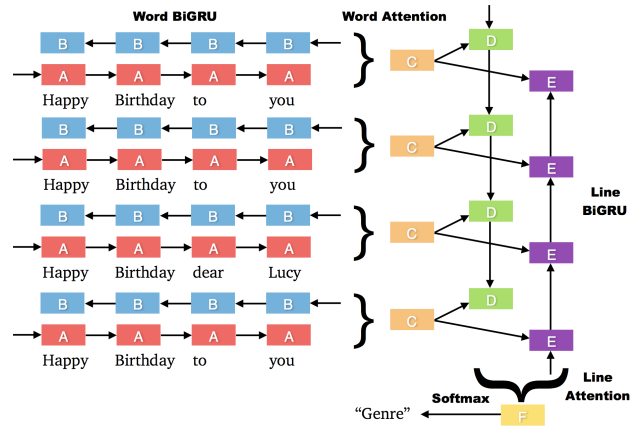 Word BiGRU Word Attention
B B B B
D
A A A A
C
E
Happy Birthday to you
B B B B
D
A A A A
C
E
Happy Birthday to you
Line
BiGRU
B B B B
D
A A A A
C
E
Happy Birthday dear Lucy
B B B B
D
A A A A
C
E
Happy Birthday to you
Line
Attention
Softmax
"Genre"
F